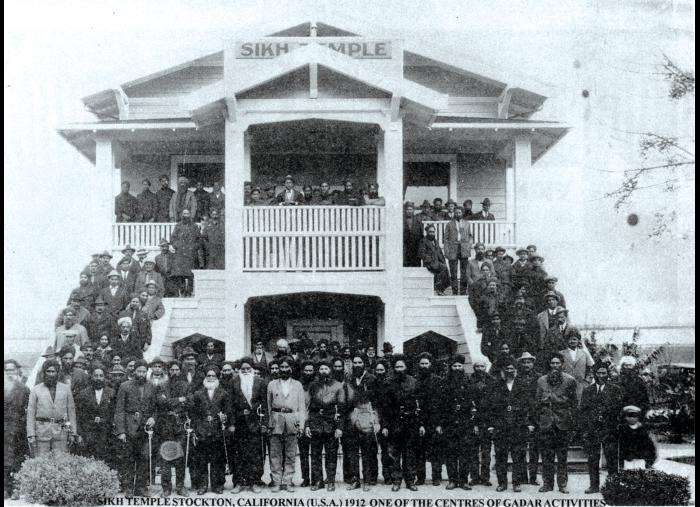 SIKH TEMPLE
SIKH TEMPLE STOCKTON, CALIFORNIA (U.S.A.) 1912 ONE OF THE CENTRES OF GADAR ACTIVITIES